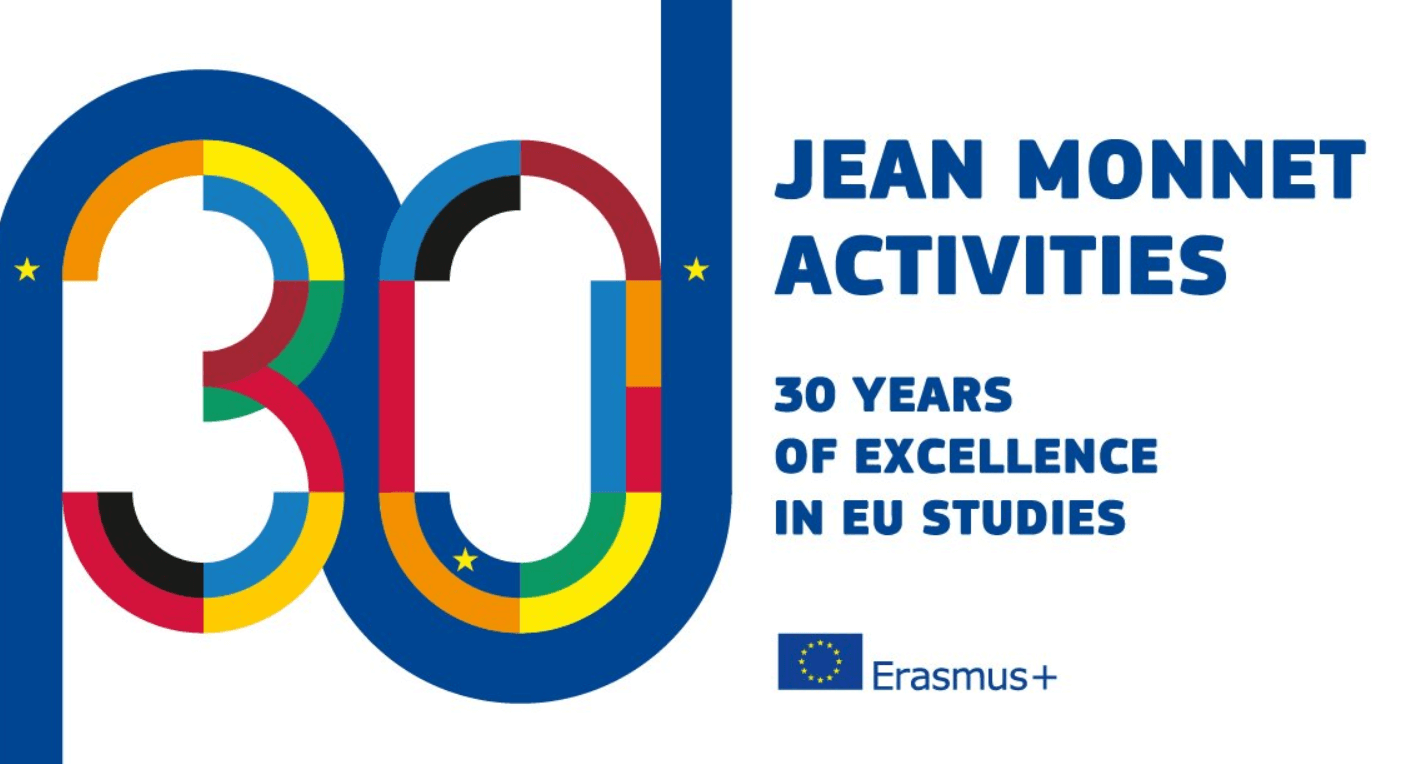 30
JEAN MONNET
ACTIVITIES
30 YEARS
OF EXCELLENCE
IN EU STUDIES
Erasmus+